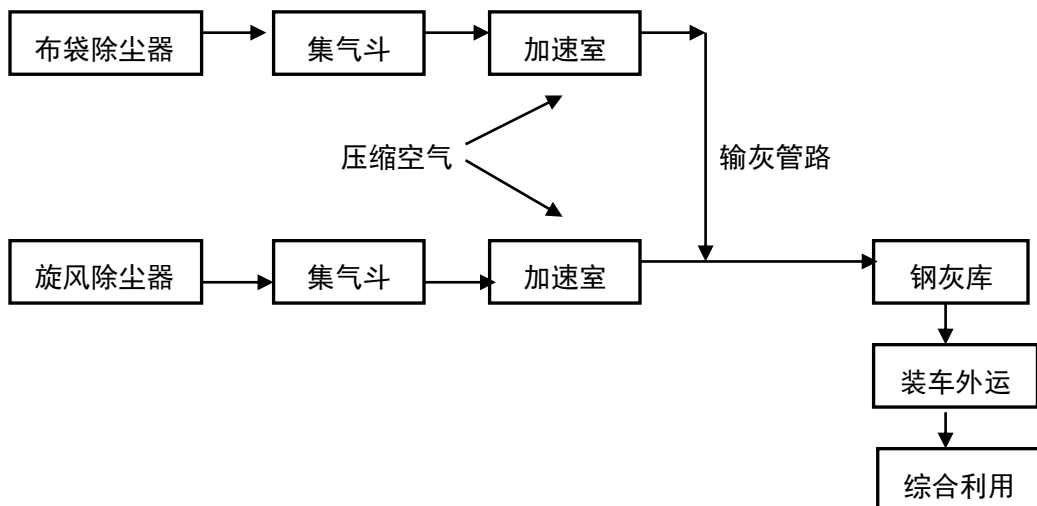 布袋除尘器
集气斗
加速室
压缩空气
输灰管路
旋风除尘器
集气斗
加速室
钢灰库
装车外运
综合利用